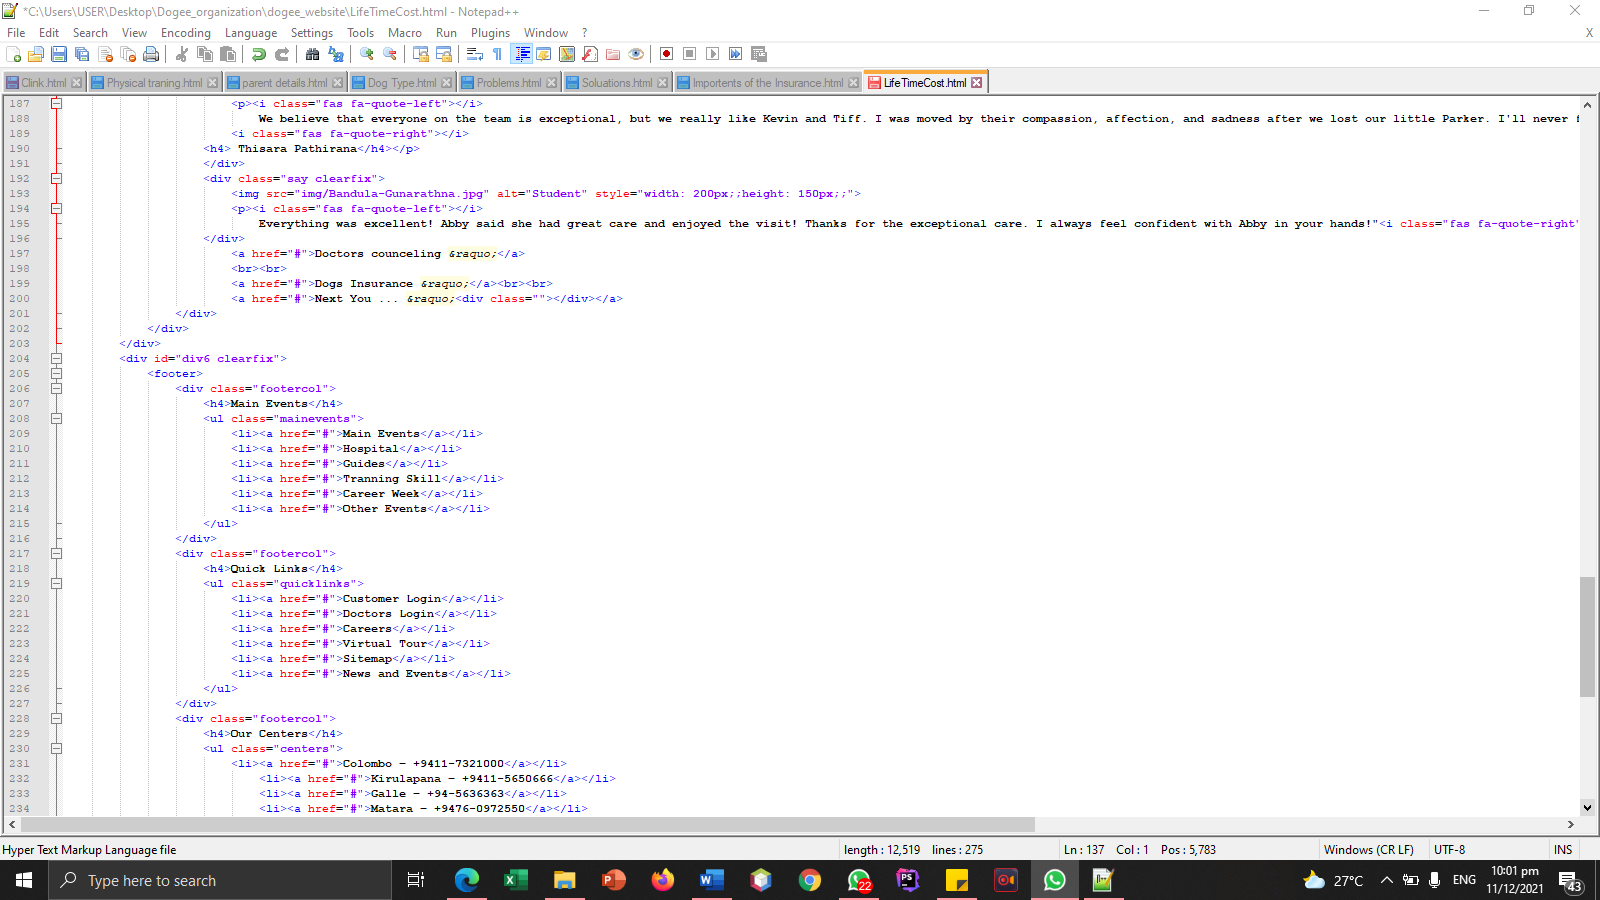 *C:\Users\USER\Desktop\Dogee_organization\dogee_website\LifeTimeCost.html - Notepad++
File Edit Search View Encoding Language Settings Tools Macro Run Plugins Window ? X
Clink.html Physical traning.html parent details.html Dog Type.html Problems.html Soluations.html Importents of the Insurance.html LifeTimeCost.html
187 <p><i class="fas fa-quote-left"></i>
188 We believe that everyone on the team is exceptional, but we really like Kevin and Tiff. I was moved by their compassion, affection, and sadness after we lost our little Parker. I'll never f
189 <i class="fas fa-quote-right"></i>
190 <h4> Thisara Pathirana</h4></p>
191 </div>
192 <div class="say clearfix">
193 <img src="img/Bandula-Gunarathna.jpg" alt="Student" style="width: 200px;;height: 150px;;">
194 <p><i class="fas fa-quote-left"></i>
195 Everything was excellent! Abby said she had great care and enjoyed the visit! Thanks for the exceptional care. I always feel confident with Abby in your hands!"<i class="fas fa-quote-right"
196 </div>
197 <a href="#">Doctors counceling &raquo;</a>
198 <br><br>
199 <a href="#">Dogs Insurance &raquo;</a><br><br>
200 <a href="#">Next You ... &raquo;<div class=""></div></a>
201 </div>
202 </div>
203 </div>
204 <div id="div6 clearfix">
205 <footer>
206 <div class="footercol">
207 <h4>Main Events</h4>
208 <ul class="mainevents">
209 <li><a href="#">Main Events</a></li>
210 <li><a href="#">Hospital</a></li>
211 <li><a href="#">Guides</a></li>
212 <li><a href="#">Tranning Skill</a></li>
213 <li><a href="#">Career Week</a></li>
214 <li><a href="#">Other Events</a></li>
215 </ul>
216 </div>
217 <div class="footercol">
218 <h4>Quick Links</h4>
219 <ul class="quicklinks">
220 <li><a href="#">Customer Login</a></li>
221 <li><a href="#">Doctors Login</a></li>
222 <li><a href="#">Careers</a></li>
223 <li><a href="#">Virtual Tour</a></li>
224 <li><a href="#">Sitemap</a></li>
225 <li><a href="#">News and Events</a></li>
226 </ul>
227 </div>
228 <div class="footercol">
229 <h4>Our Centers</h4>
230 <ul class="centers">
231 <li><a href="#">Colombo – +9411-7321000</a></li>
232 <li><a href="#">Kirulapana – +9411-5650666</a></li>
233 <li><a href="#">Galle – +94-5636363</a></li>
234 <li><a href="#">Matara – +9476-0972550</a></li>
Hyper Text Markup Language file length : 12,519 lines : 275 Ln : 137 Col : 1 Pos : 5,783 Windows (CR LF) UTF-8 INS
Type here to search 22 27°C ENG 10:01 pm 43
11/12/2021